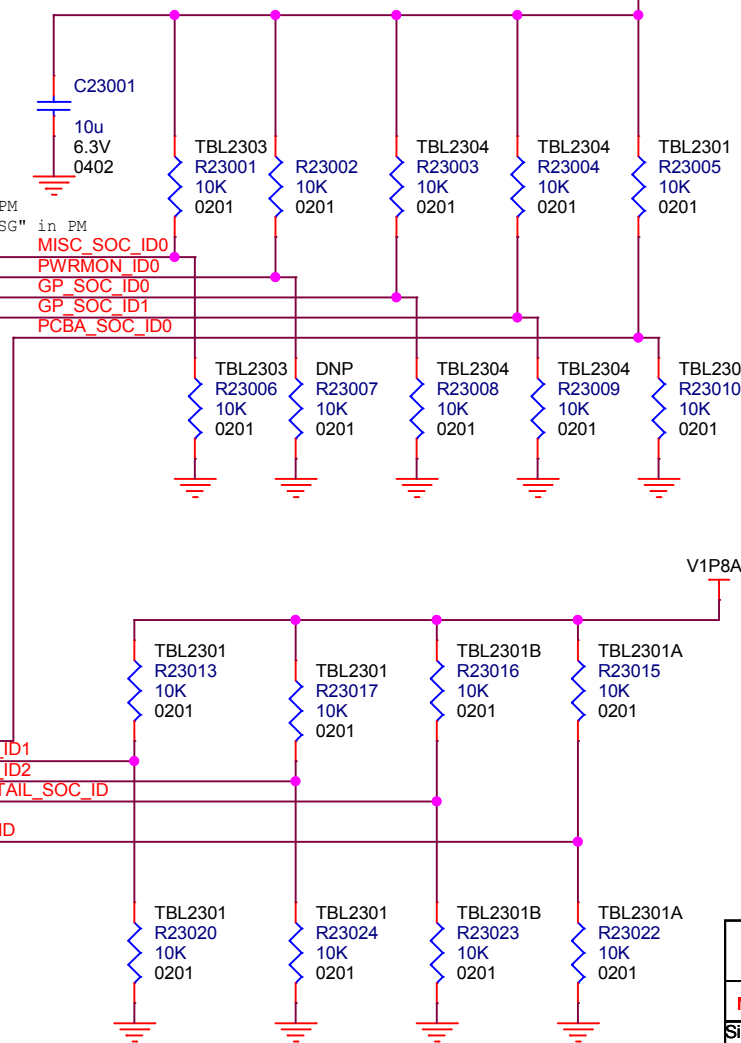 C23001
10u
6.3V
0402
TBL2303
R23001
10K
0201
R23002
10K
0201
TBL2304
R23003
10K
0201
TBL2304
R23004
10K
0201
TBL2301
R23005
10K
0201
PM
SG" in PM
MISC_SOC_ID0
PWRMON_ID0
GP_SOC_ID0
GP_SOC_ID1
PCBA_SOC_ID0
TBL2303
R23006
10K
0201
DNP
R23007
10K
0201
TBL2304
R23008
10K
0201
TBL2304
R23009
10K
0201
TBL230
R23010
10K
0201
V1P8A
TBL2301
R23013
10K
0201
TBL2301
R23017
10K
0201
TBL2301B
R23016
10K
0201
TBL2301A
R23015
10K
0201
_ID1
_ID2
TAIL_SOC_ID
ID
TBL2301
R23020
10K
0201
TBL2301
R23024
10K
0201
TBL2301B
R23023
10K
0201
TBL2301A
R23022
10K
0201
Si